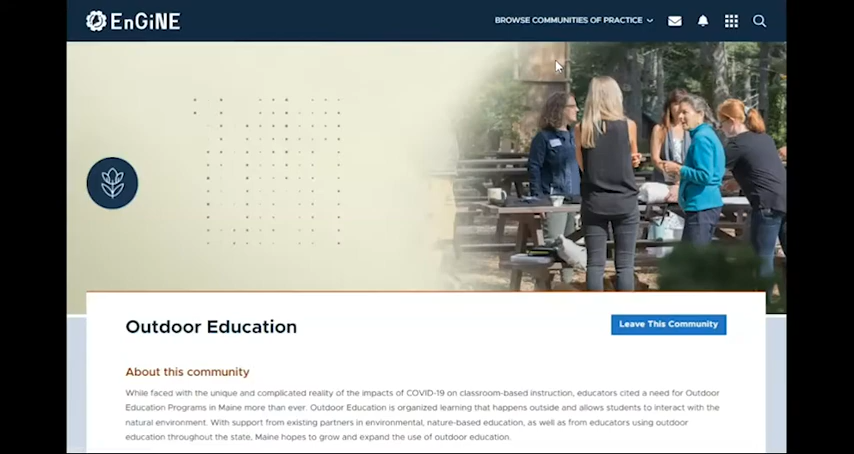 EnGiNE
BROWSE COMMUNITIES OF PRACTICE
Outdoor Education
Leave This Community
About this community
While faced with the unique and complicated reality of the impacts of COVID-19 on classroom-based instruction, educators cited a need for Outdoor
Education Programs in Maine more than ever. Outdoor Education is organized learning that happens outside and allows students to interact with the
natural environment. With support from existing partners in environmental, nature-based education, as well as from educators using outdoor
education throughout the state, Maine hopes to grow and expand the use of outdoor education.